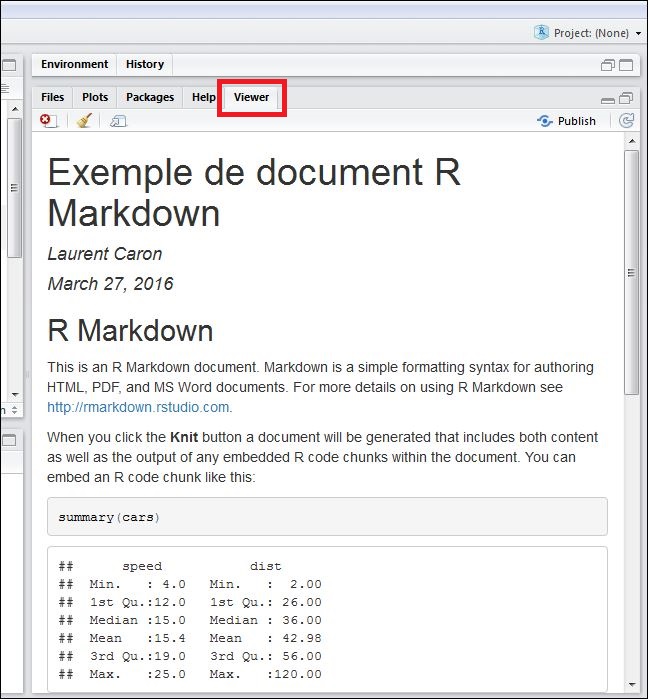 Project: (None)
Environment History
Files Plots Packages Help Viewer
Publish
Exemple de document R
Markdown
Laurent Caron
March 27, 2016
R Markdown
This is an R Markdown document. Markdown is a simple formatting syntax for authoring
HTML, PDF, and MS Word documents. For more details on using R Markdown see
http://rmarkdown.rstudio.com.
When you click the Knit button a document will be generated that includes both content
as well as the output of any embedded R code chunks within the document. You can
embed an R code chunk like this:
summary(cars)
##      speed           dist
##  Min.   : 4.0   Min.   :  2.00
##  1st Qu.:12.0   1st Qu.: 26.00
##  Median :15.0   Median : 36.00
##  Mean   :15.4   Mean   : 42.98
##  3rd Qu.:19.0   3rd Qu.: 56.00
##  Max.   :25.0   Max.   :120.00